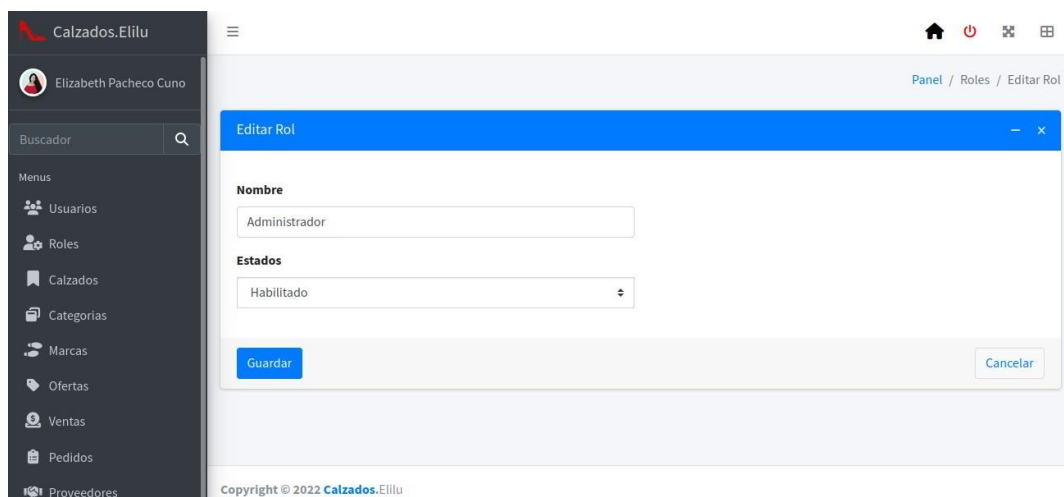 Calzados.Elilu
Elizabeth Pacheco Cuno
Buscador
Menus
Usuarios
Roles
Calzados
Categorias
Marcas
Ofertas
Ventas
Pedidos
Proveedores
Panel / Roles / Editar Rol
Editar Rol
Nombre
Administrador
Estados
Habilitado
Guardar
Cancelar
Copyright © 2022 Calzados.Elilu